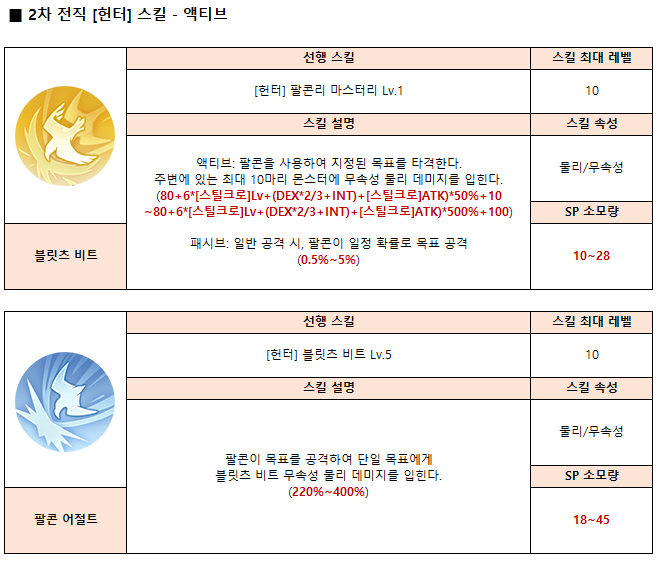 ■ 2차 전직 [헌터] 스킬 - 액티브
선행 스킬
스킬 최대 레벨
[헌터] 팔콘리 마스터리 Lv.1
10
스킬 설명
스킬 속성
액티브: 팔콘을 사용하여 지정된 목표를 타격한다.
주변에 있는 최대 10마리 몬스터에 무속성 물리 데미지를 입힌다.
(80+6*[스틸크로]Lv+(DEX*2/3+INT)+[스틸크로]ATK)*50%+10
~80+6*[스틸크로]Lv+(DEX*2/3+INT)+[스틸크로]ATK)*500%+100)
패시브: 일반 공격 시, 팔콘이 일정 확률로 목표 공격
(0.5%~5%)
물리/무속성
SP 소모량
블릿츠 비트
10~28
선행 스킬
스킬 최대 레벨
[헌터] 블릿츠 비트 Lv.5
10
스킬 설명
스킬 속성
팔콘이 목표를 공격하여 단일 목표에게
블릿츠 비트 무속성 물리 데미지를 입힌다.
(220%~400%)
물리/무속성
SP 소모량
팔콘 어절트
18~45